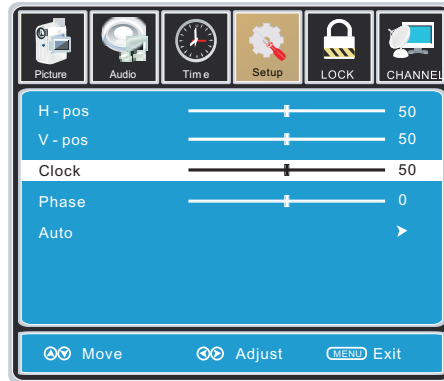 Picture Audio Time Setup LOCK CHANNEL
H - pos 50
V - pos 50
Clock 50
Phase 0
Auto
Move Adjust MENU Exit